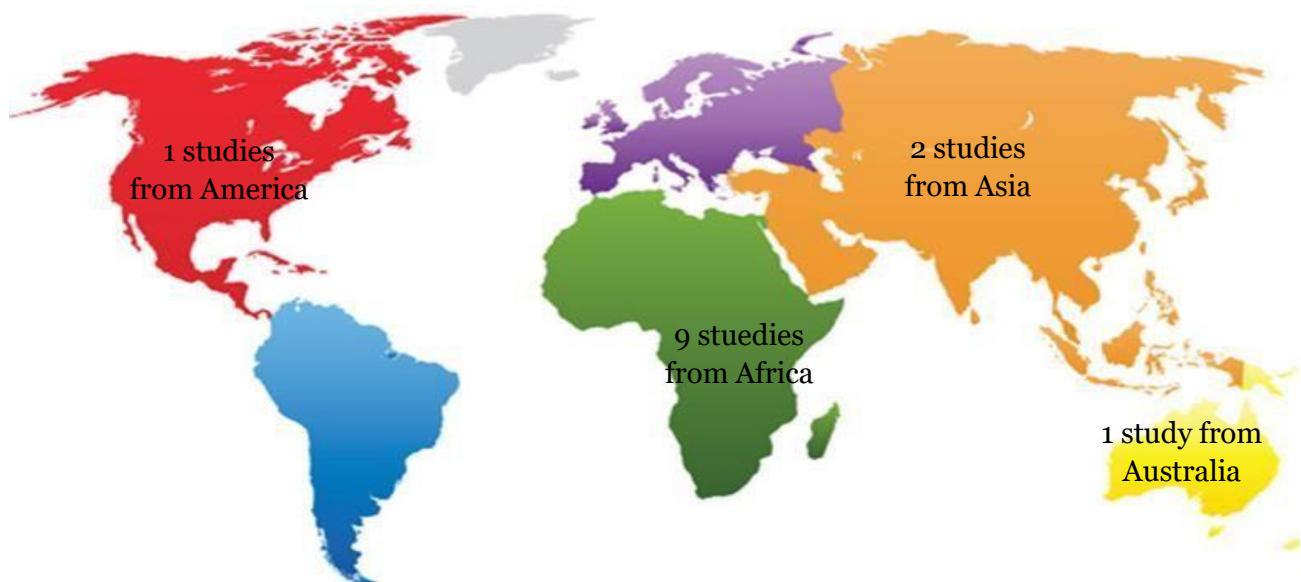 1 studies
from America
2 studies
from Asia
9 stuedies
from Africa
1 study from
Australia